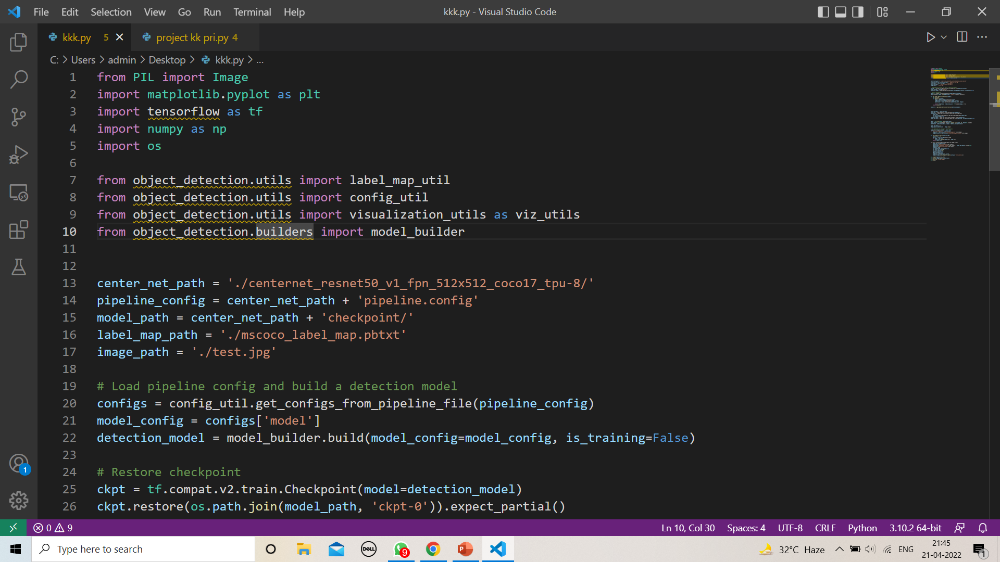 File Edit Selection View Go Run Terminal Help kkk.py - Visual Studio Code
kkk.py 5 project kk pri.py 4
C: > Users > admin > Desktop > kkk.py > ...
1 from PIL import Image
2 import matplotlib.pyplot as plt
3 import tensorflow as tf
4 import numpy as np
5 import os
6
7 from object_detection.utils import label_map_util
8 from object_detection.utils import config_util
9 from object_detection.utils import visualization_utils as viz_utils
10 from object_detection.builders import model_builder
11
12
13 center_net_path = './centernet_resnet50_v1_fpn_512x512_coco17_tpu-8/'
14 pipeline_config = center_net_path + 'pipeline.config'
15 model_path = center_net_path + 'checkpoint/'
16 label_map_path = './mscoco_label_map.pbtxt'
17 image_path = './test.jpg'
18
19 # Load pipeline config and build a detection model
20 configs = config_util.get_configs_from_pipeline_file(pipeline_config)
21 model_config = configs['model']
22 detection_model = model_builder.build(model_config=model_config, is_training=False)
23
24 # Restore checkpoint
25 ckpt = tf.compat.v2.train.Checkpoint(model=detection_model)
26 ckpt.restore(os.path.join(model_path, 'ckpt-0')).expect_partial()
1
0 9 Ln 10, Col 30 Spaces: 4 UTF-8 CRLF Python 3.10.2 64-bit
Type here to search DELL 9 P 32°C Haze ENG 21:45
21-04-2022 1